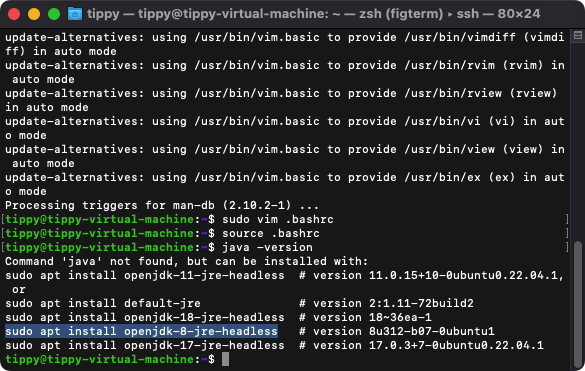 tippy — tippy@tippy-virtual-machine: ~ — zsh (figterm) ▸ ssh — 80×24
update-alternatives: using /usr/bin/vim.basic to provide /usr/bin/vimdiff (vimdi
ff) in auto mode
update-alternatives: using /usr/bin/vim.basic to provide /usr/bin/rvim (rvim) in
 auto mode
update-alternatives: using /usr/bin/vim.basic to provide /usr/bin/rview (rview)
in auto mode
update-alternatives: using /usr/bin/vim.basic to provide /usr/bin/vi (vi) in aut
o mode
update-alternatives: using /usr/bin/vim.basic to provide /usr/bin/view (view) in
 auto mode
update-alternatives: using /usr/bin/vim.basic to provide /usr/bin/ex (ex) in aut
o mode
Processing triggers for man-db (2.10.2-1) ...
[tippy@tippy-virtual-machine:~$ sudo vim .bashrc ]
[tippy@tippy-virtual-machine:~$ source .bashrc ]
[tippy@tippy-virtual-machine:~$ java -version ]
Command 'java' not found, but can be installed with:
sudo apt install openjdk-11-jre-headless  # version 11.0.15+10-0ubuntu0.22.04.1,
 or
sudo apt install default-jre              # version 2:1.11-72build2
sudo apt install openjdk-18-jre-headless  # version 18~36ea-1
sudo apt install openjdk-8-jre-headless   # version 8u312-b07-0ubuntu1
sudo apt install openjdk-17-jre-headless  # version 17.0.3+7-0ubuntu0.22.04.1
tippy@tippy-virtual-machine:~$